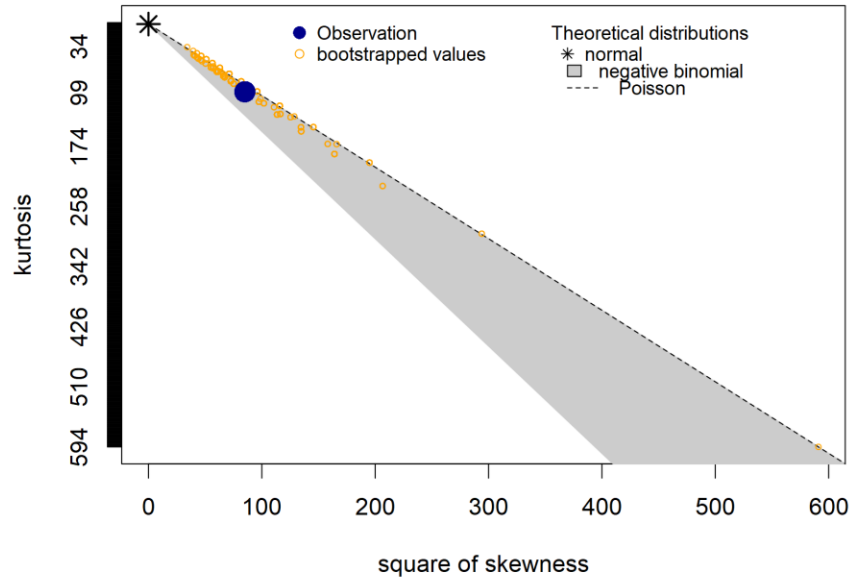 Observation
bootstrapped values
Theoretical distributions
normal
negative binomial
Poisson
kurtosis
34
99
174
258
342
426
510
594
0 100 200 300 400 500 600
square of skewness